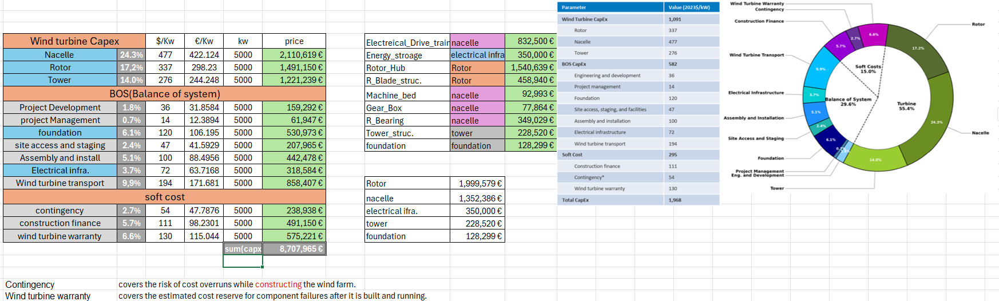 Wind turbine Capex $/Kw €/Kw kw price
Nacelle 24.3% 477 422.124 5000 2,110,619 €
Rotor 17,2% 337 298.23 5000 1,491,150 €
Tower 14.0% 276 244.248 5000 1,221,239 €
BOS(Balance of system)
Project Development 1.8% 36 31.8584 5000 159,292 €
project Management 0.7% 14 12.3894 5000 61,947 €
foundation 6.1% 120 106.195 5000 530,973 €
site access and staging 2.4% 47 41.5929 5000 207,965 €
Assembly and install 5.1% 100 88.4956 5000 442,478 €
Electrical infra. 3.7% 72 63.7168 5000 318,584 €
Wind turbine transport 9,9% 194 171.681 5000 858,407 €
soft cost
contingency 2.7% 54 47.7876 5000 238,938 €
construction finance 5.7% 111 98.2301 5000 491,150 €
wind turbine warranty 6.6% 130 115.044 5000 575,221 €
sum(capx 8,707,965 €
Contingency covers the risk of cost overruns while constructing the wind farm.
Wind turbine warranty covers the estimated cost reserve for component failures after it is built and running.
Electreical_Drive_train nacelle 832,500 €
Energy_stroage electrical infra 350,000 €
Rotor_Hub Rotor 1,540,639 €
R_Blade_struc. Rotor 458,940 €
Machine_bed nacelle 92,993 €
Gear_Box nacelle 77,864 €
R_Bearing nacelle 349,029 €
Tower_struc. tower 228,520 €
foundation foundation 128,299 €
Rotor 1,999,579 €
nacelle 1,352,386 €
electrical ifra. 350,000 €
tower 228,520 €
foundation 128,299 €
Parameter Value (2023$/kW)
Wind Turbine CapEx 1,091
Rotor 337
Nacelle 477
Tower 276
BOS CapEx 582
Engineering and development 36
Project management 14
Foundation 120
Site access, staging, and facilities 47
Assembly and installation 100
Electrical infrastructure 72
Wind turbine transport 194
Soft Cost 295
Construction finance 111
Contingency* 54
Wind turbine warranty 130
Total CapEx 1,968
Wind Turbine Warranty
Contingency
Construction Finance
Wind Turbine Transport
Electrical Infrastructure
Assembly and Installation
Site Access and Staging
Foundation
Project Management
Eng. and Development
Tower
Rotor
Nacelle
6.6%
2.7%
5.7%
9.9%
3.7%
5.1%
2.4%
6.1%
14.0%
24.3%
17.2%
Soft Costs
15.0%
Balance of System
29.6%
Turbine
55.4%